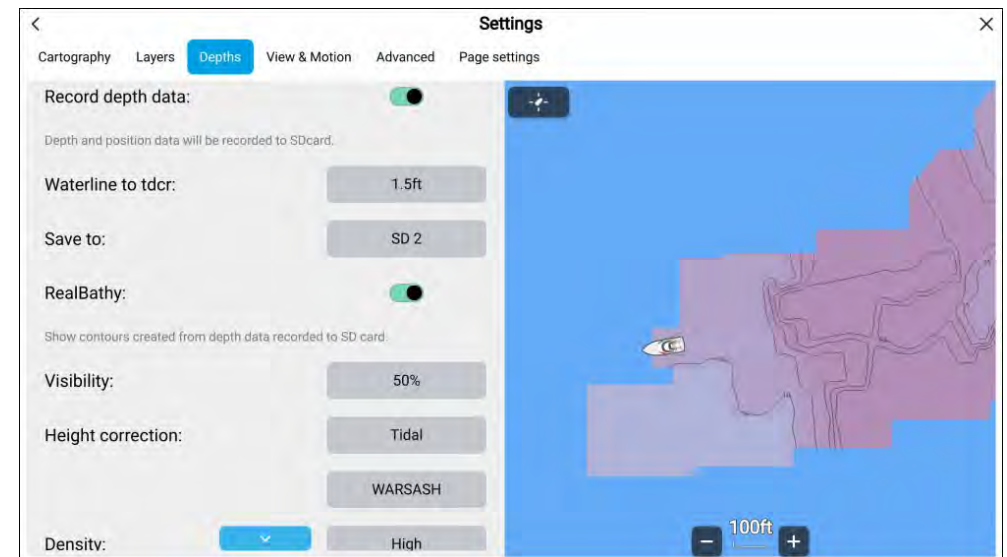 Settings
Cartography Layers Depths View & Motion Advanced Page settings
Record depth data:
Depth and position data will be recorded to SDcard.
Waterline to tdcr: 1.5ft
Save to: SD 2
RealBathy:
Show contours created from depth data recorded to SD card.
Visibility: 50%
Height correction: Tidal
WARSASH
Density: High
100ft